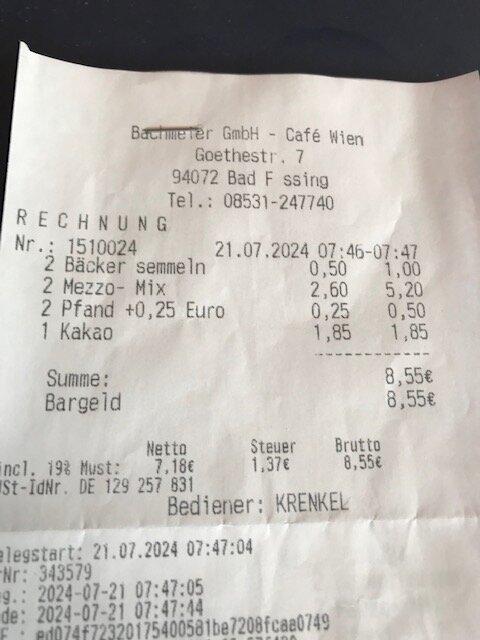 Bachmeier GmbH - Café Wien
Goethestr. 7
94072 Bad F ssing
Tel.: 08531-247740
RECHNUNG
Nr.: 1510024 21.07.2024 07:46-07:47
2 Bäcker semmeln 0,50 1,00
2 Mezzo- Mix 2,60 5,20
2 Pfand +0,25 Euro 0,25 0,50
1 Kakao 1,85 1,85
Summe: 8,55€
Bargeld 8,55€
Netto Steuer Brutto
incl. 19% Mwst: 7,18€ 1,37€ 8,55€
USt-IdNr. DE 129 257 831
Bediener: KRENKEL
elegstart: 21.07.2024 07:47:04
rNr: 343579
g.: 2024-07-21 07:47:05
de: 2024-07-21 07:47:44
: ed074f72320175400581be7208fcaa0749